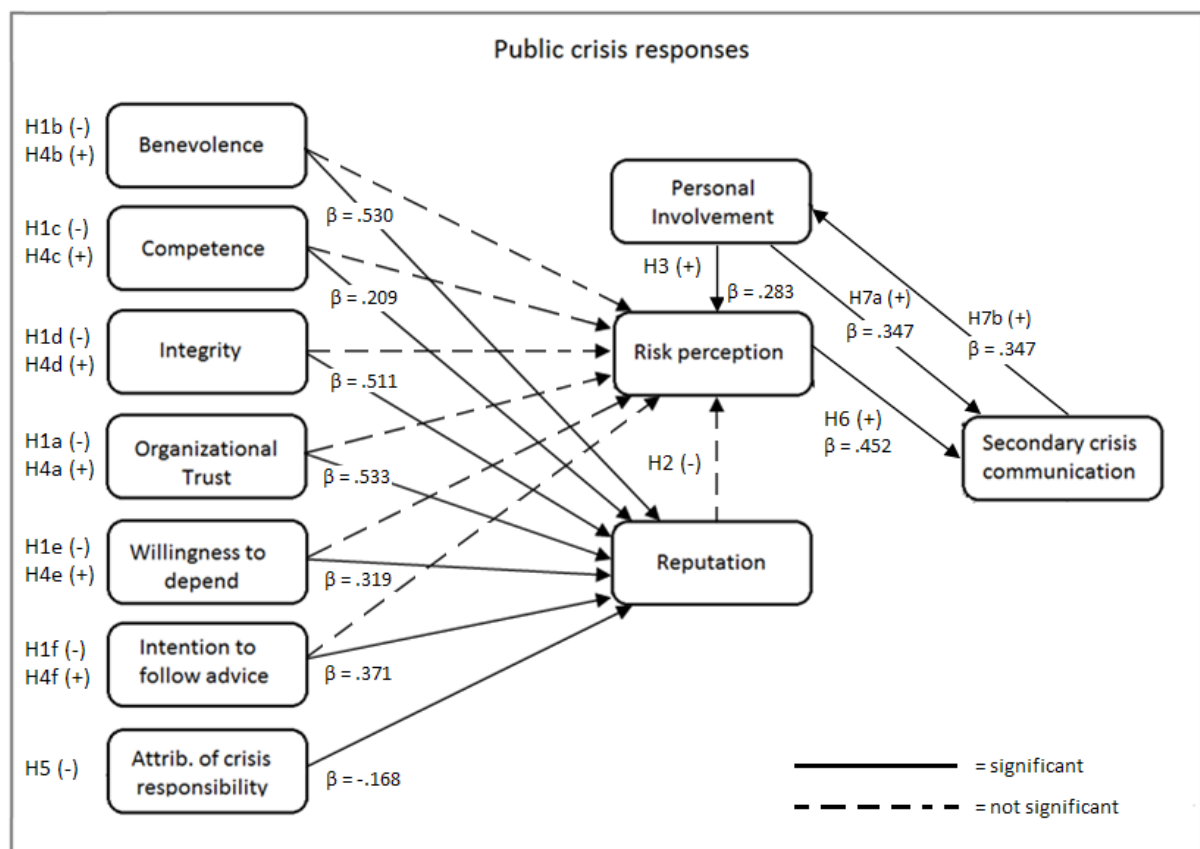 Public crisis responses
H1b (-)
H4b (+)
Benevolence
β = .530
H1c (-)
H4c (+)
Competence
β = .209
H1d (-)
H4d (+)
Integrity
β = .511
H1a (-)
H4a (+)
Organizational
Trust
β = .533
H1e (-)
H4e (+)
Willingness to
depend
β = .319
H1f (-)
H4f (+)
Intention to
follow advice
β = .371
H5 (-)
Attrib. of crisis
responsibility
β = -.168
Personal
Involvement
H3 (+)
β = .283
Risk perception
H2 (-)
Reputation
H7a (+)
β = .347
H7b (+)
β = .347
H6 (+)
β = .452
Secondary crisis
communication
= significant
= not significant